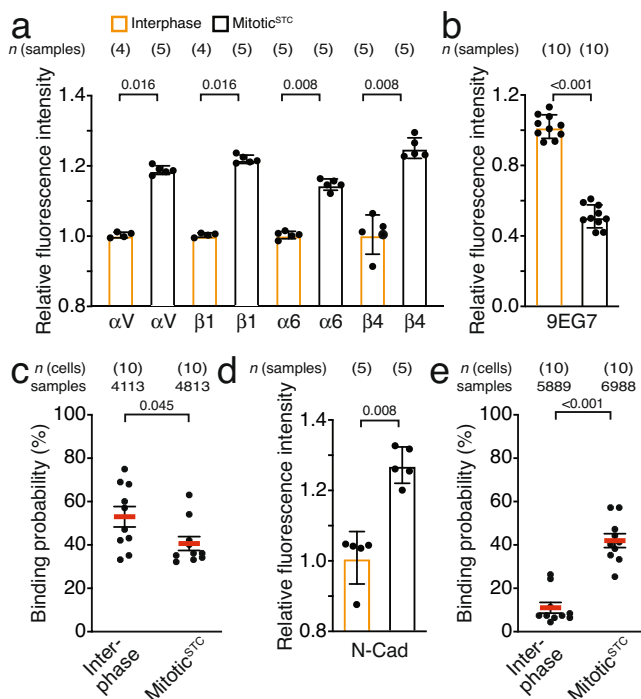 a
Interphase Mitotic^STC
n (samples) (4) (5) (4) (5) (5) (5) (5) (5)
0.016 0.016 0.008 0.008
Relative fluorescence intensity
1.4
1.2
1.0
0.8
αV αV β1 β1 α6 α6 β4 β4
b
n (samples) (10) (10)
<0.001
Relative fluorescence intensity
1.2
0.8
0.4
0.0
9EG7
c
n (cells) (10) (10)
samples 4113 4813
0.045
Binding probability (%)
100
80
60
40
20
0
Inter-
phase
Mitotic^STC
d
n (samples) (5) (5)
0.008
Relative fluorescence intensity
1.4
1.2
1.0
0.8
N-Cad
e
n (cells) (10) (10)
samples 5889 6988
<0.001
Binding probability (%)
100
80
60
40
20
0
Inter-
phase
Mitotic^STC